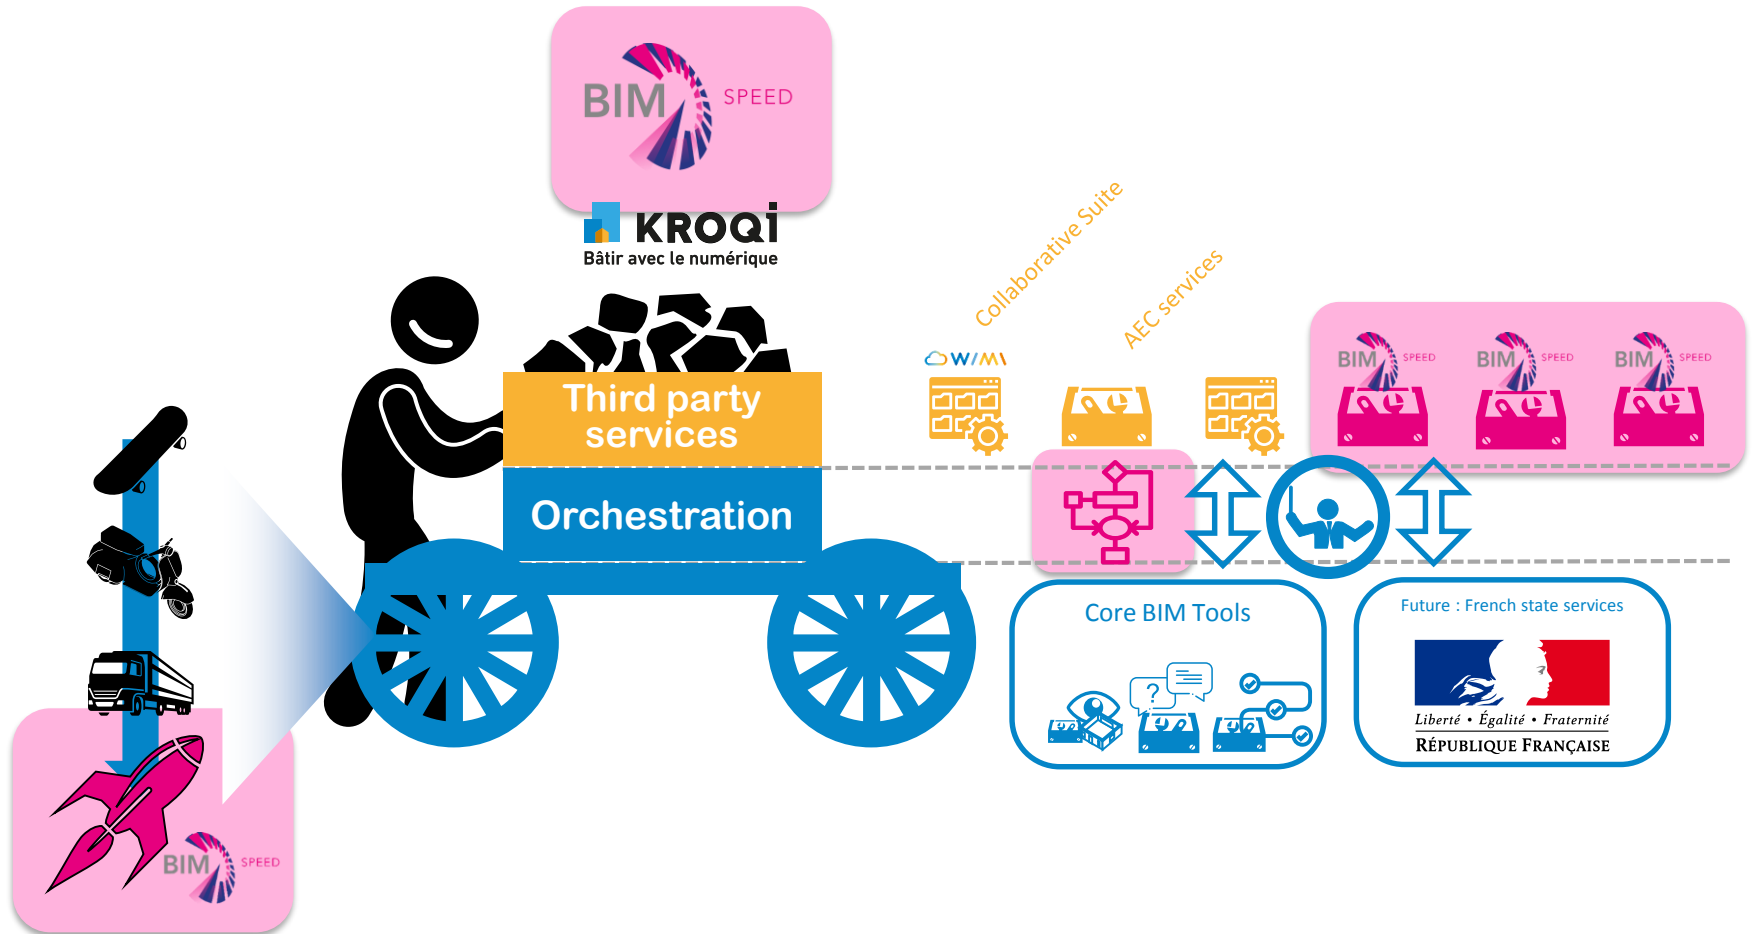 BIM SPEED
KROQi
Bâtir avec le numérique
Collaborative Suite
AEC services
WIMI
BIM SPEED
BIM SPEED
BIM SPEED
Third party
services
Orchestration
Core BIM Tools
?
Future : French state services
Liberté • Égalité • Fraternité
RÉPUBLIQUE FRANÇAISE
BIM SPEED